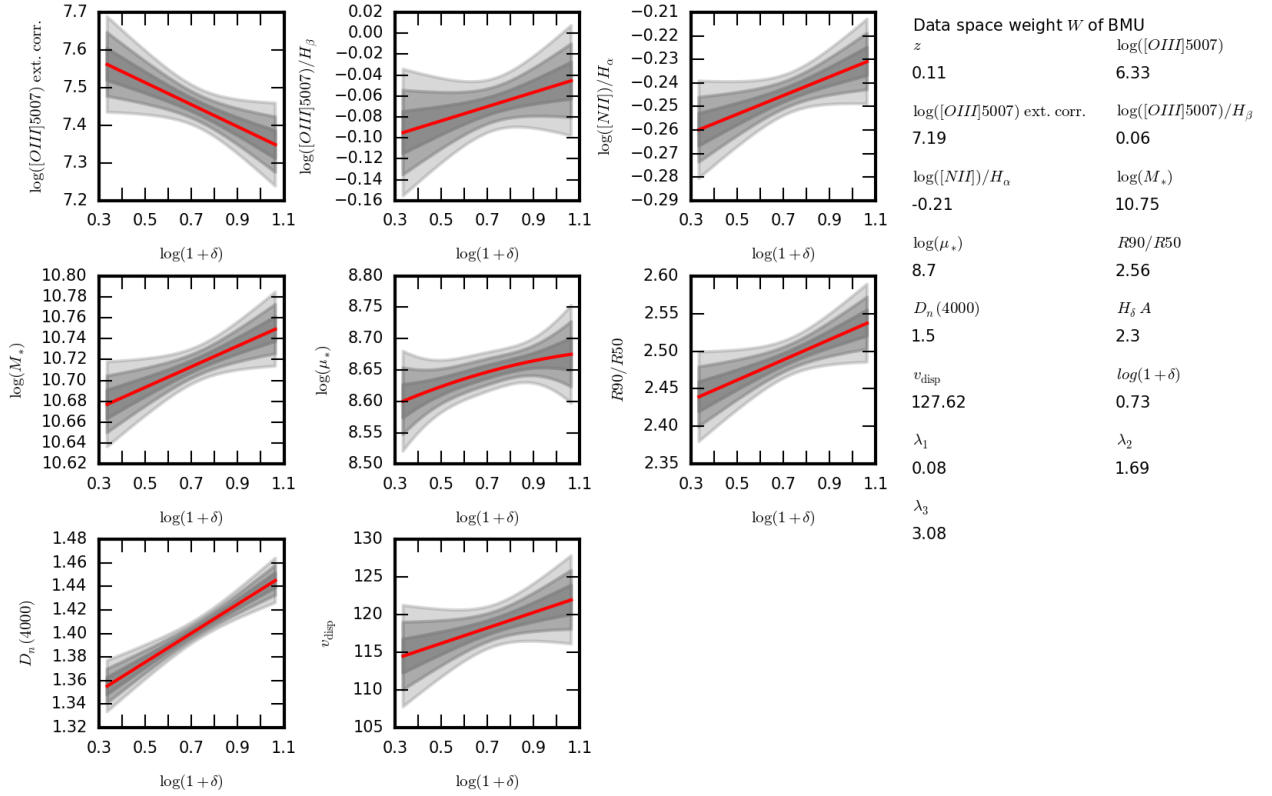 log([OIII]5007) ext. corr.
7.7
7.6
7.5
7.4
7.3
7.2
0.3 0.5 0.7 0.9 1.1
log(1+δ)
log([OIII]5007)/H_β
0.02
0.00
−0.02
−0.04
−0.06
−0.08
−0.10
−0.12
−0.14
−0.16
0.3 0.5 0.7 0.9 1.1
log(1+δ)
log([NII])/H_α
−0.21
−0.22
−0.23
−0.24
−0.25
−0.26
−0.27
−0.28
−0.29
0.3 0.5 0.7 0.9 1.1
log(1+δ)
log(M_*)
10.80
10.78
10.76
10.74
10.72
10.70
10.68
10.66
10.64
10.62
0.3 0.5 0.7 0.9 1.1
log(1+δ)
log(μ_*)
8.80
8.75
8.70
8.65
8.60
8.55
8.50
0.3 0.5 0.7 0.9 1.1
log(1+δ)
R90/R50
2.60
2.55
2.50
2.45
2.40
2.35
0.3 0.5 0.7 0.9 1.1
log(1+δ)
D_n(4000)
1.48
1.46
1.44
1.42
1.40
1.38
1.36
1.34
1.32
0.3 0.5 0.7 0.9 1.1
log(1+δ)
v_disp
130
125
120
115
110
105
0.3 0.5 0.7 0.9 1.1
log(1+δ)
Data space weight W of BMU
z log([OIII]5007)
0.11 6.33
log([OIII]5007) ext. corr. log([OIII]5007)/H_β
7.19 0.06
log([NII])/H_α log(M_*)
-0.21 10.75
log(μ_*) R90/R50
8.7 2.56
D_n(4000) H_δ A
1.5 2.3
v_disp log(1+δ)
127.62 0.73
λ_1 λ_2
0.08 1.69
λ_3
3.08